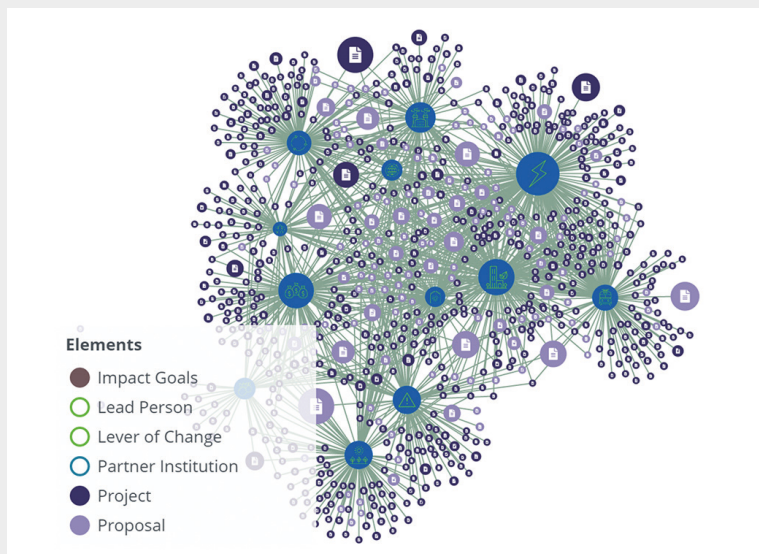 Elements
Impact Goals
Lead Person
Lever of Change
Partner Institution
Project
Proposal